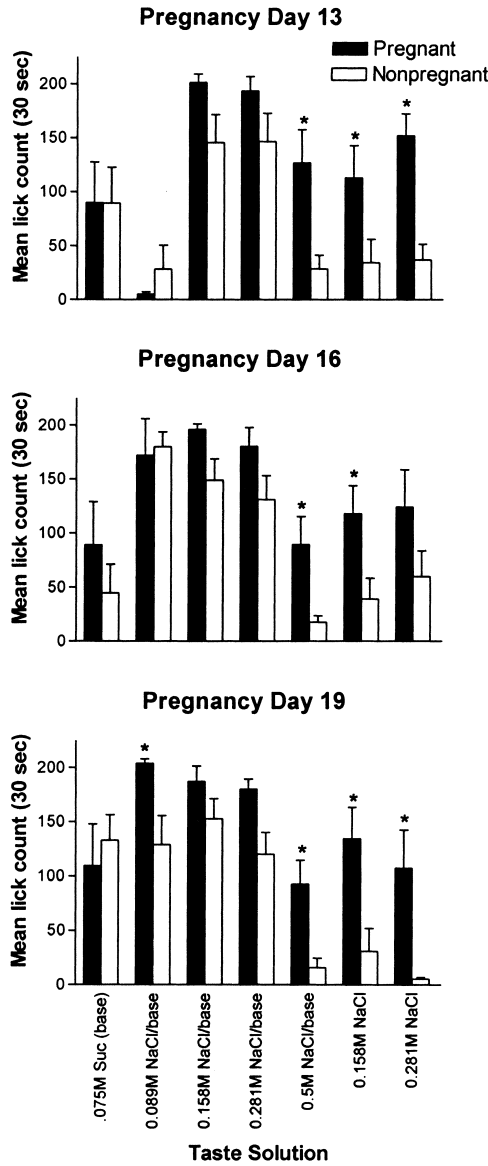 Pregnancy Day 13
Pregnant
Nonpregnant
Mean lick count (30 sec)
200
150
100
50
0
*
*
*
Pregnancy Day 16
Mean lick count (30 sec)
200
150
100
50
0
*
*
Pregnancy Day 19
Mean lick count (30 sec)
200
150
100
50
0
*
*
*
*
.075M Suc (base)
0.089M NaCl/base
0.158M NaCl/base
0.281M NaCl/base
0.5M NaCl/base
0.158M NaCl
0.281M NaCl
Taste Solution